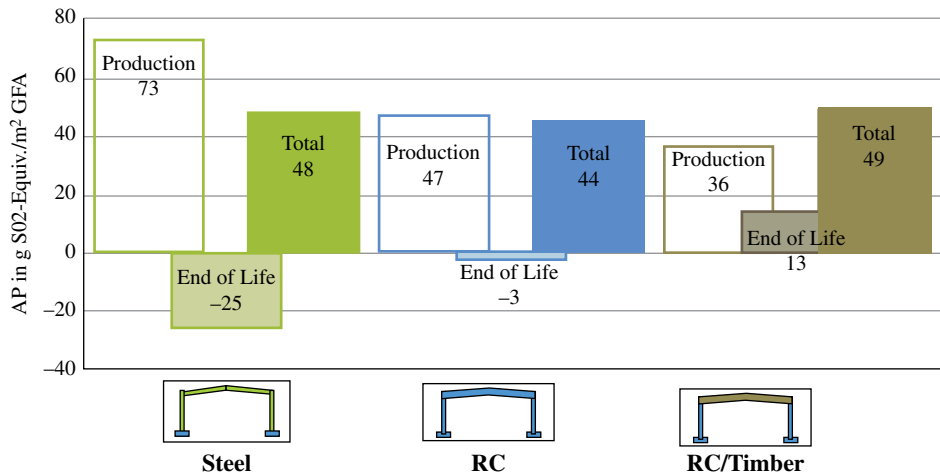 AP in g S02-Equiv./m² GFA
80
60
40
20
0
–20
–40
Production
73
End of Life
–25
Total
48
Production
47
End of Life
–3
Total
44
Production
36
End of Life
13
Total
49
Steel
RC
RC/Timber